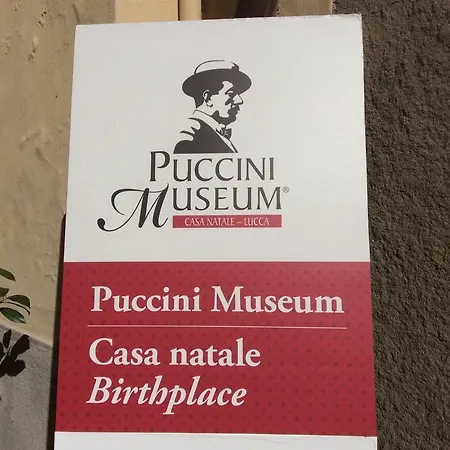 PUCCINI
MUSEUM®
CASA NATALE – LUCCA
Puccini Museum
Casa natale
Birthplace